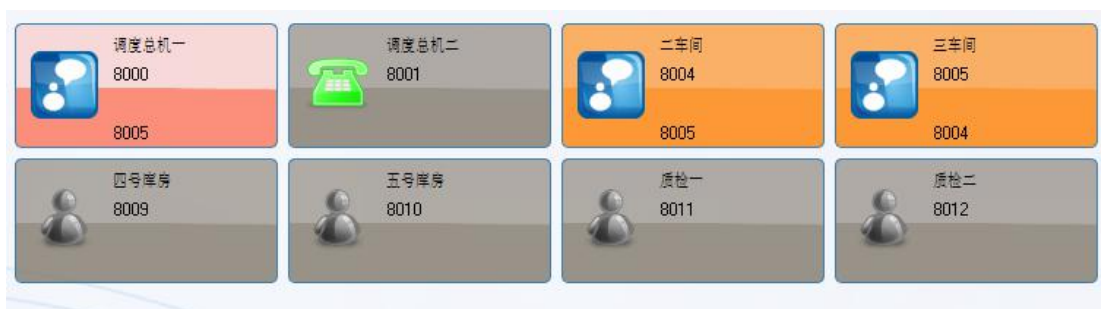 调度总机一
8000
8005
调度总机二
8001
二车间
8004
8005
三车间
8005
8004
四号库房
8009
五号库房
8010
质检一
8011
质检二
8012